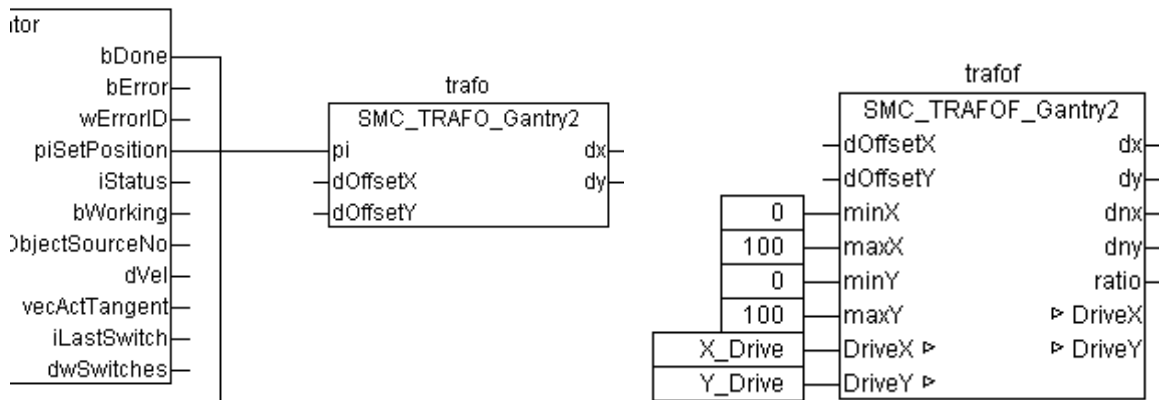 ator
bDone
bError
wErrorID
piSetPosition
iStatus
bWorking
ObjectSourceNo
dVel
vecActTangent
iLastSwitch
dwSwitches
trafo
SMC_TRAFO_Gantry2
pi dx
dOffsetX dy
dOffsetY
trafof
SMC_TRAFOF_Gantry2
dOffsetX dx
dOffsetY dy
0 minX dnx
100 maxX dny
0 minY ratio
100 maxY DriveX
X_Drive DriveX DriveY
Y_Drive DriveY